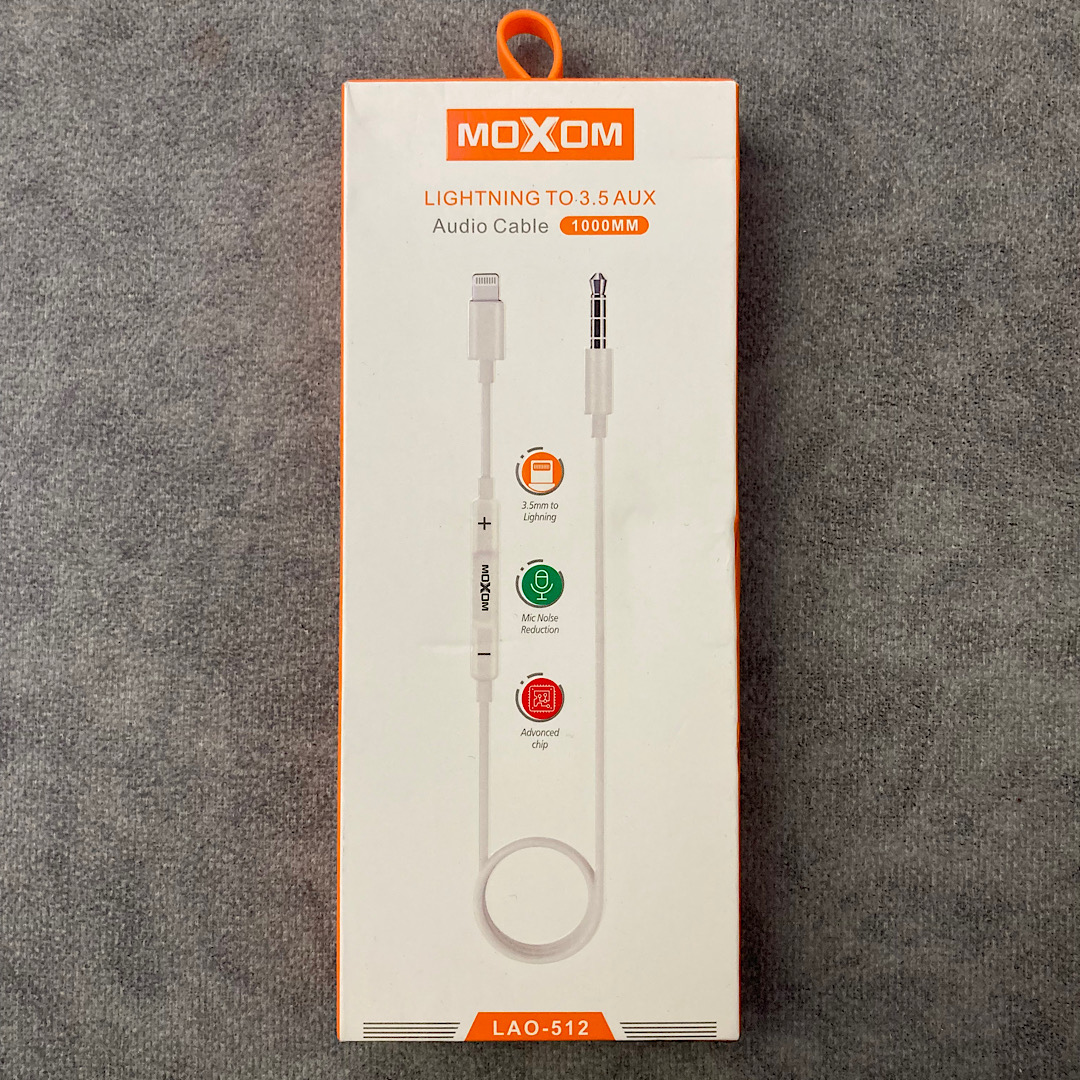 MOXOM
LIGHTNING TO 3.5 AUX
Audio Cable 1000MM
3.5mm to
Lighning
+
MOXOM
Mic Nolse
Reduction
−
Advonced
chip
LAO-512